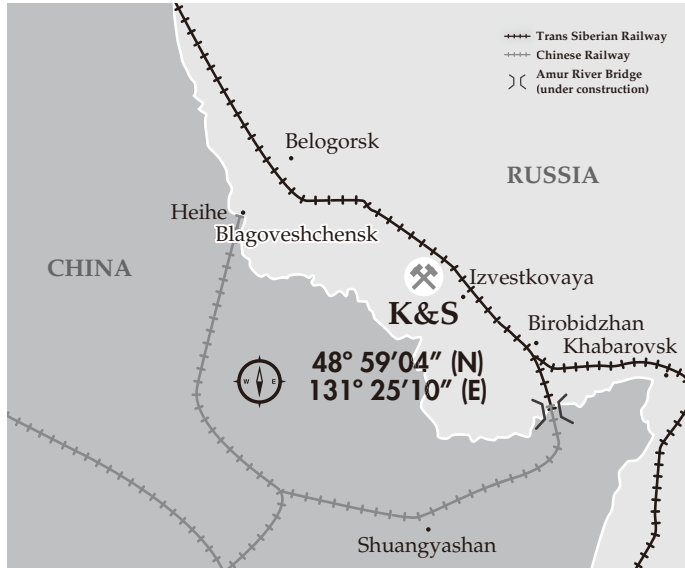 Trans Siberian Railway
Chinese Railway
Amur River Bridge
(under construction)
Belogorsk
RUSSIA
Heihe
Blagoveshchensk
CHINA
Izvestkovaya
K&S
Birobidzhan
Khabarovsk
48° 59’04” (N)
131° 25’10” (E)
W E
Shuangyashan